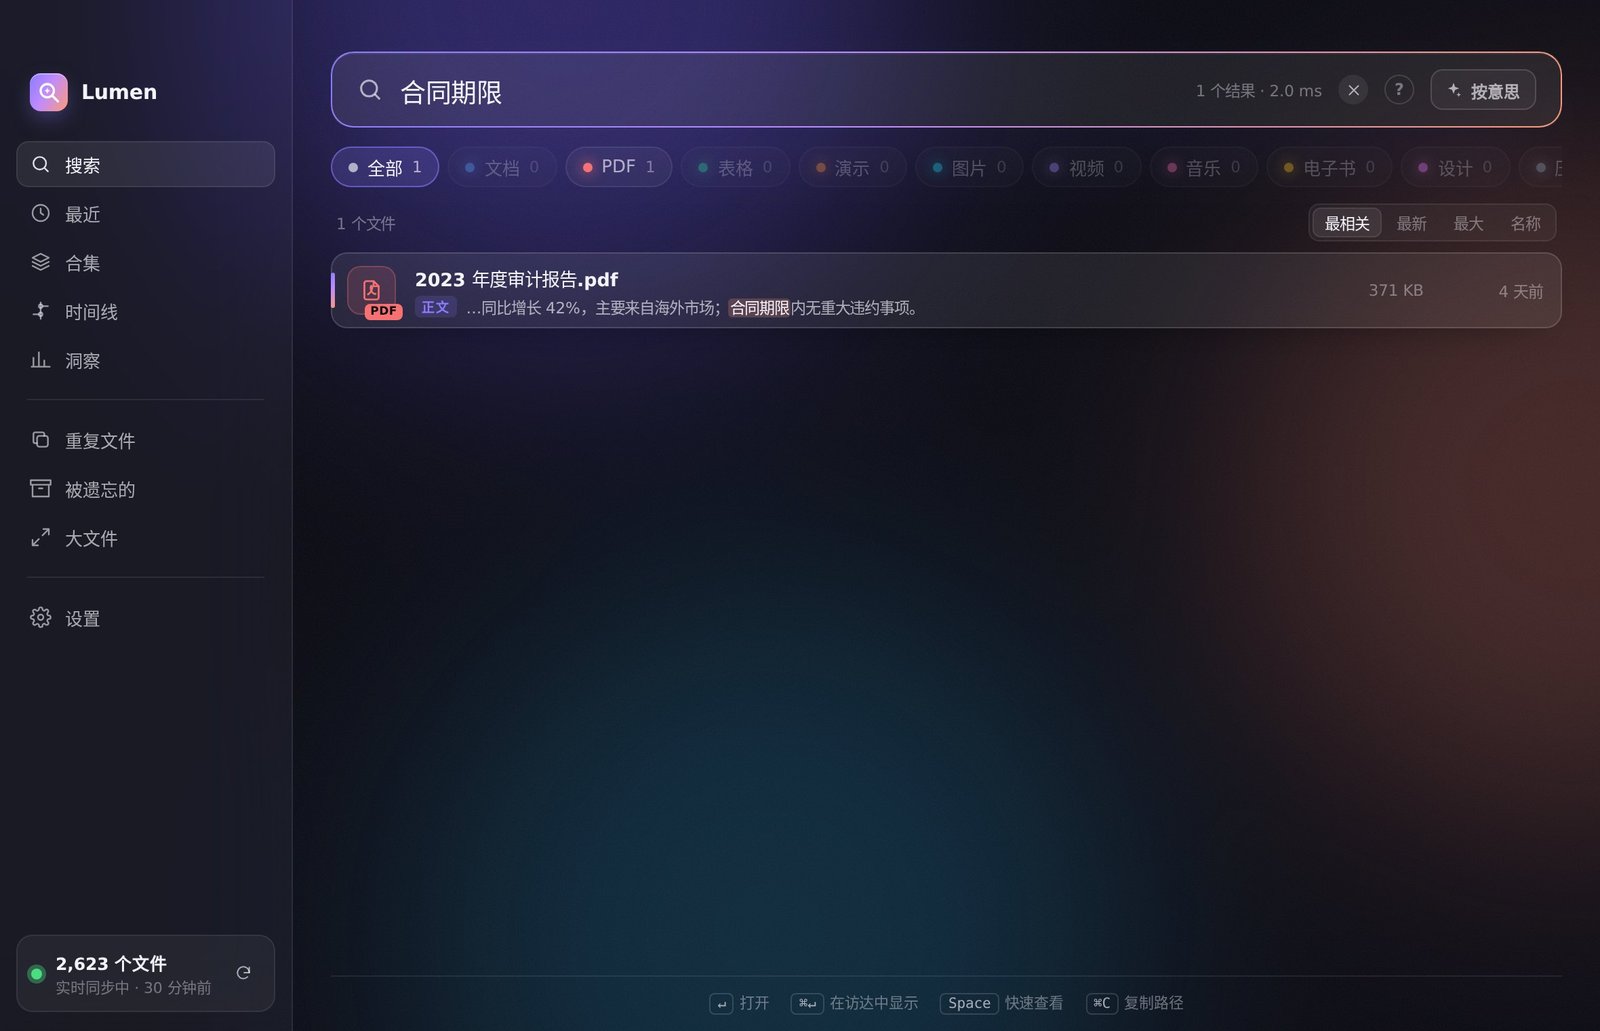 Lumen
搜索
最近
合集
时间线
洞察
重复文件
被遗忘的
大文件
设置
2,623 个文件
实时同步中 · 30 分钟前
合同期限
1 个结果 · 2.0 ms
?
按意思
全部 1
文档 0
PDF 1
表格 0
演示 0
图片 0
视频 0
音乐 0
电子书 0
设计 0
1 个文件
最相关 最新 最大 名称
2023 年度审计报告.pdf
PDF
正文 …同比增长 42%，主要来自海外市场；合同期限内无重大违约事项。
371 KB
4 天前
↵ 打开 ⌘↵ 在访达中显示 Space 快速查看 ⌘C 复制路径